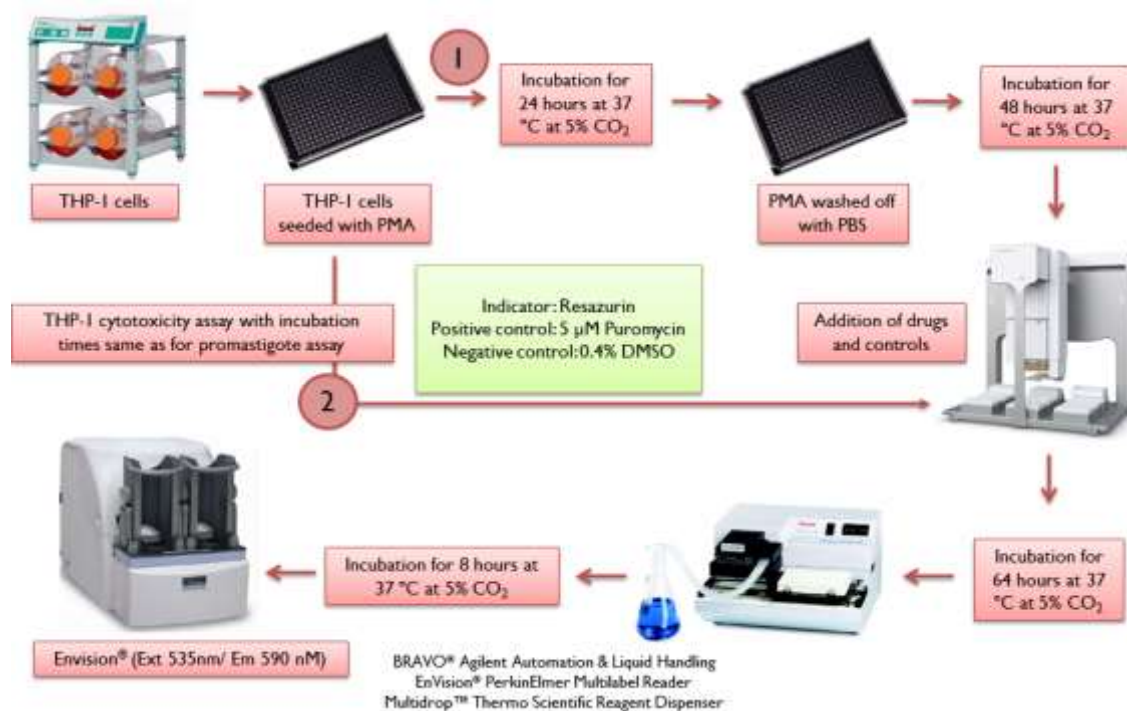 1
Incubation for
24 hours at 37
°C at 5% CO₂
Incubation for
48 hours at 37
°C at 5% CO₂
THP-1 cells
THP-1 cells
seeded with PMA
PMA washed off
with PBS
THP-1 cytotoxicity assay with incubation
times same as for promastigote assay
Indicator: Resazurin
Positive control: 5 µM Puromycin
Negative control: 0.4% DMSO
Addition of drugs
and controls
2
Incubation for 8 hours at
37 °C at 5% CO₂
Incubation for
64 hours at 37
°C at 5% CO₂
Envision® (Ext 535nm/ Em 590 nM)
BRAVO® Agilent Automation & Liquid Handling
EnVision® PerkinElmer Multilabel Reader
Multidrop™ Thermo Scientific Reagent Dispenser